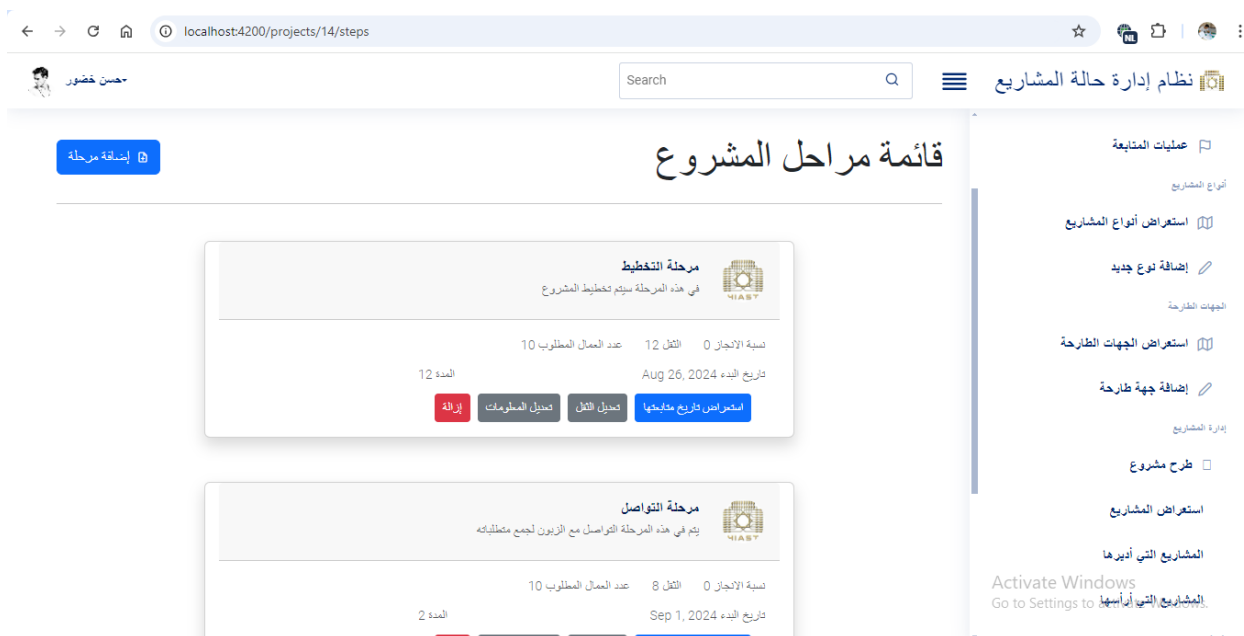 localhost:4200/projects/14/steps
NL
نظام إدارة حالة المشاريع
Search
حسن خضور-
عمليات المتابعة
أنواع المشاريع
استعراض أنواع المشاريع
إضافة نوع جديد
الجهات الطارحة
استعراض الجهات الطارحة
إضافة جهة طارحة
إدارة المشاريع
طرح مشروع
استعراض المشاريع
المشاريع التي أديرها
المشاريع التي أرأسها
قائمة مراحل المشروع
إضافة مرحلة
HIAST
مرحلة التخطيط
في هذه المرحلة سيتم تخطيط المشروع
نسبة الانجاز 0 الثقل 12 عدد العمال المطلوب 10
تاريخ البدء Aug 26, 2024 المدة 12
استعراض تاريخ متابعتها تعديل الثقل تعديل المعلومات إزالة
HIAST
مرحلة التواصل
يتم في هذه المرحلة التواصل مع الزبون لجمع متطلباته
نسبة الانجاز 0 الثقل 8 عدد العمال المطلوب 10
تاريخ البدء Sep 1, 2024 المدة 2
Activate Windows
Go to Settings to activate Windows.